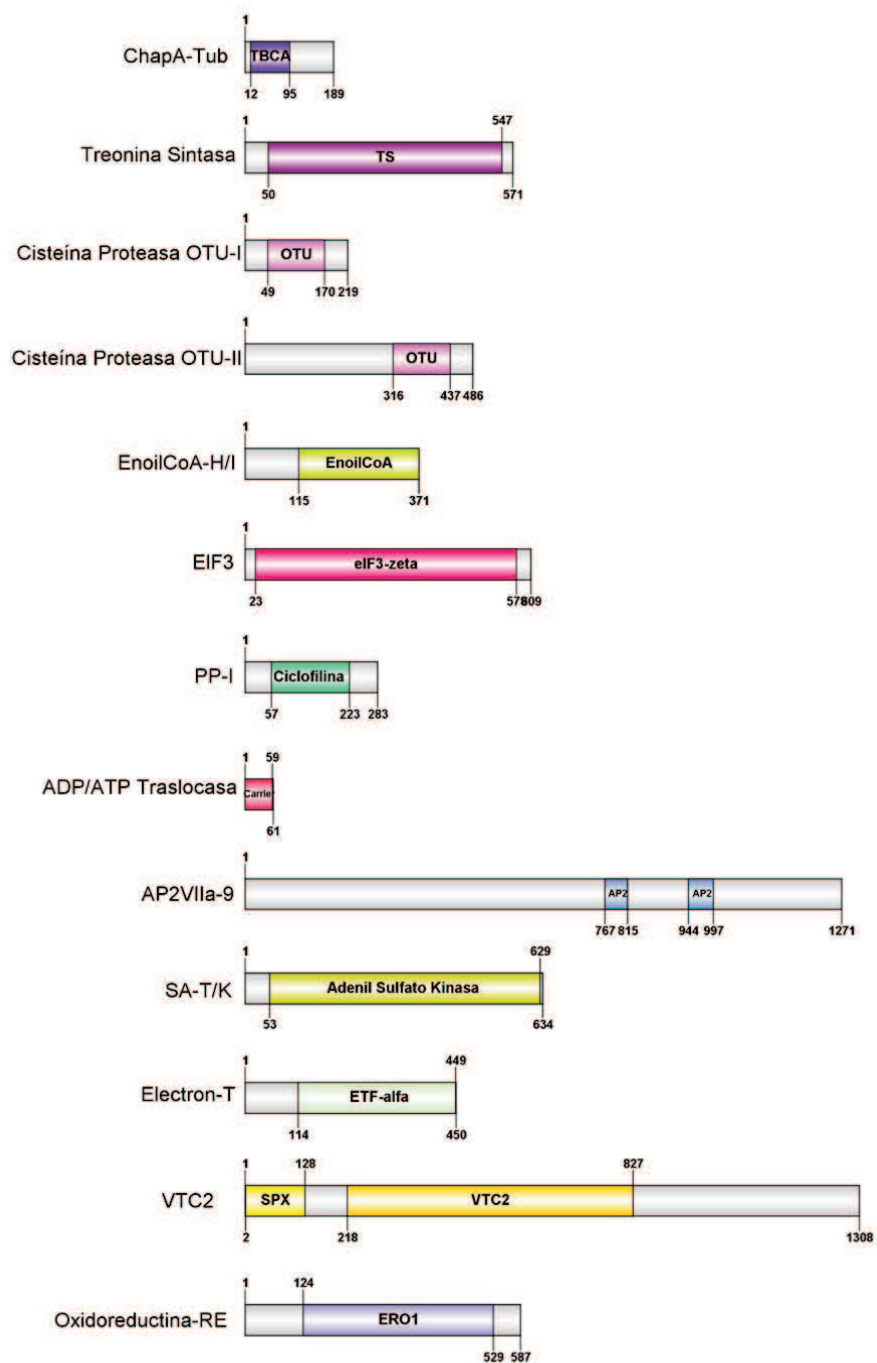 1
ChapA-Tub
TBCA
12 95 189
1 547
Treonina Sintasa
TS
50 571
1
Cisteína Proteasa OTU-I
OTU
49 170 219
1
Cisteína Proteasa OTU-II
OTU
316 437 486
1
EnoilCoA-H/I
EnoilCoA
115 371
1
EIF3
eIF3-zeta
23 578 609
1
PP-I
Ciclofilina
57 223 283
1 59
ADP/ATP Traslocasa
Carrier
61
1
AP2VIIa-9
AP2 AP2
767 815 944 997 1271
1 629
SA-T/K
Adenil Sulfato Kinasa
53 634
1 449
Electron-T
ETF-alfa
114 450
1 128 827
VTC2
SPX VTC2
2 218 1308
1 124
Oxidoreductina-RE
ERO1
529 587